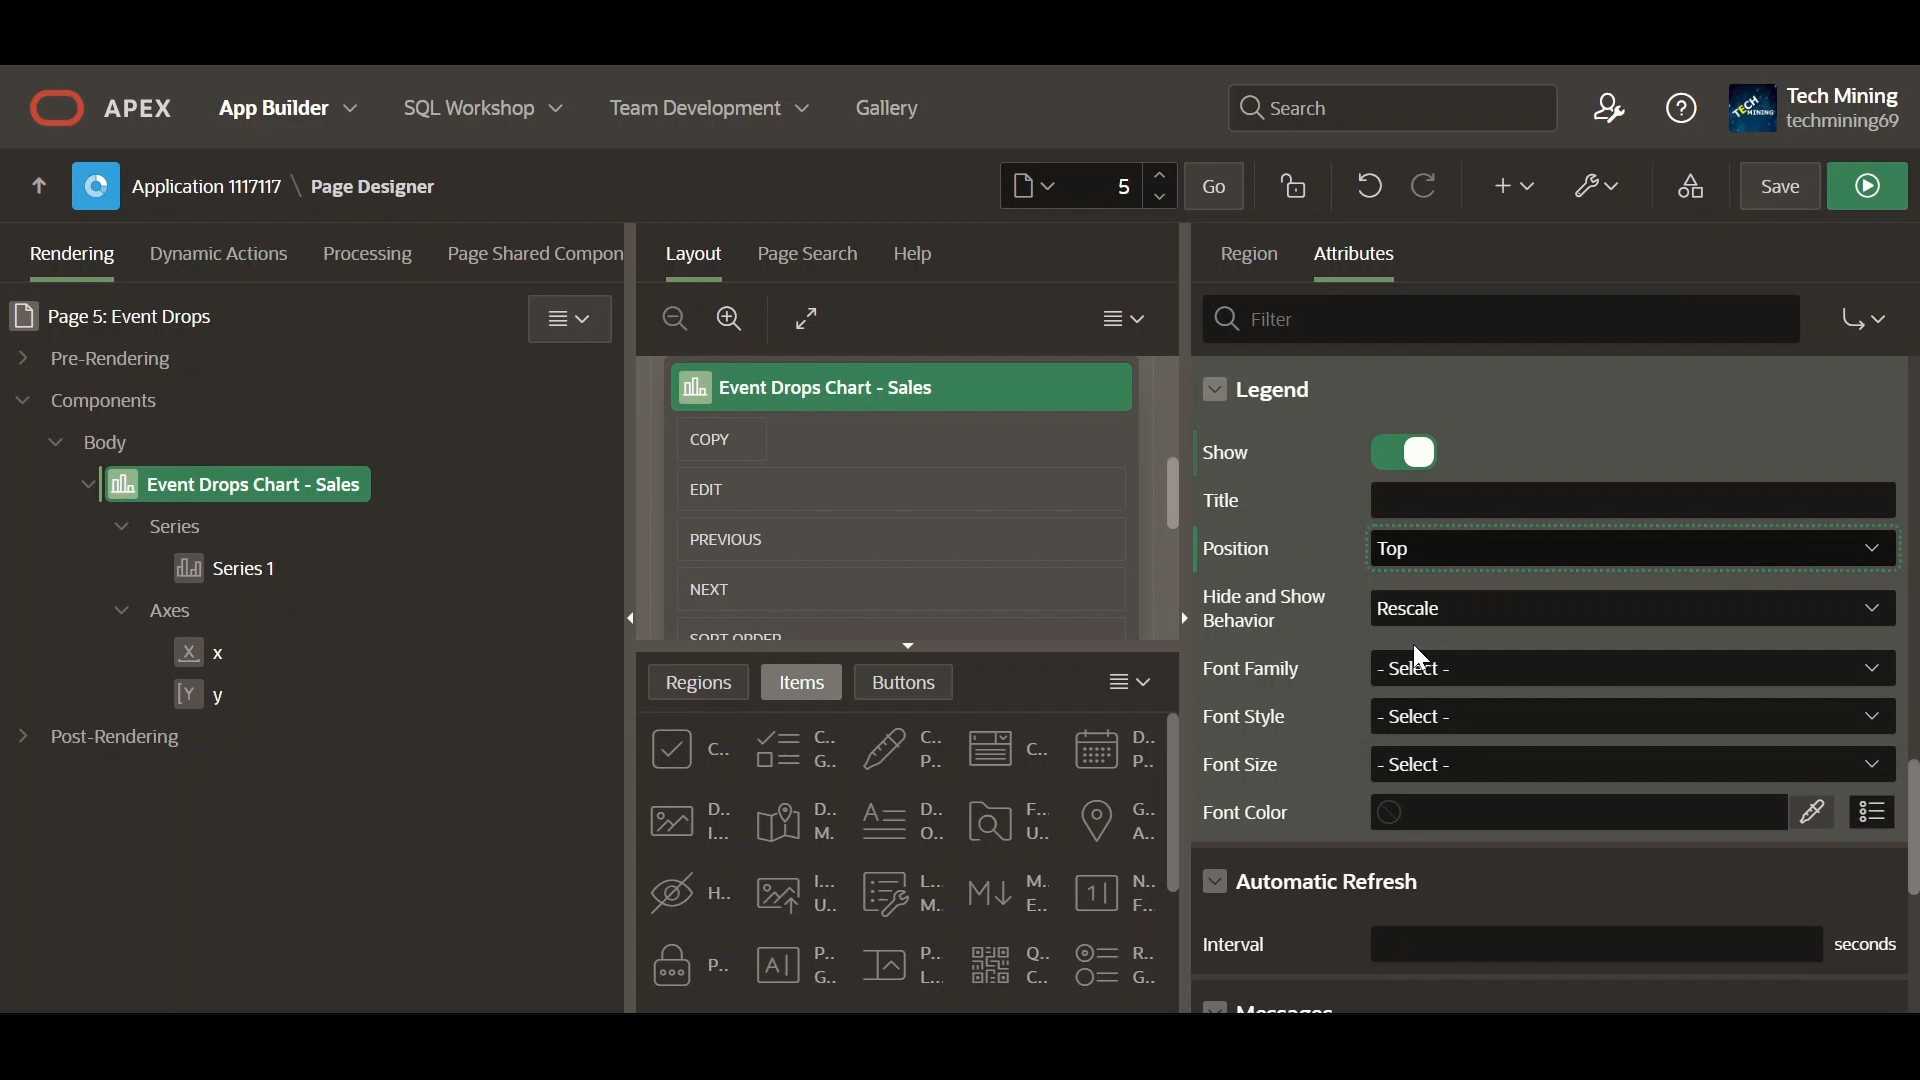 APEX App Builder SQL Workshop Team Development Gallery Search Tech Mining
techmining69
Application 1117117 \ Page Designer 5 Go + Save
Rendering Dynamic Actions Processing Page Shared Compon
Layout Page Search Help
Region Attributes
Page 5: Event Drops
Pre-Rendering
Components
Body
Event Drops Chart - Sales
Series
Series 1
Axes
X x
Y y
Post-Rendering
Event Drops Chart - Sales
COPY
EDIT
PREVIOUS
NEXT
SORT ORDER
Regions Items Buttons
C.. C.. C.. C.. D..
G.. P.. P..
D.. D.. D.. F... G..
I... M. O.. U.. A..
H.. I... L... M. N..
U.. M. E.. F...
P.. P.. P... Q.. R..
G.. L... C.. G..
Filter
Legend
Show
Title
Position Top
Hide and Show
Behavior Rescale
Font Family - Select -
Font Style - Select -
Font Size - Select -
Font Color
Automatic Refresh
Interval seconds
Messages